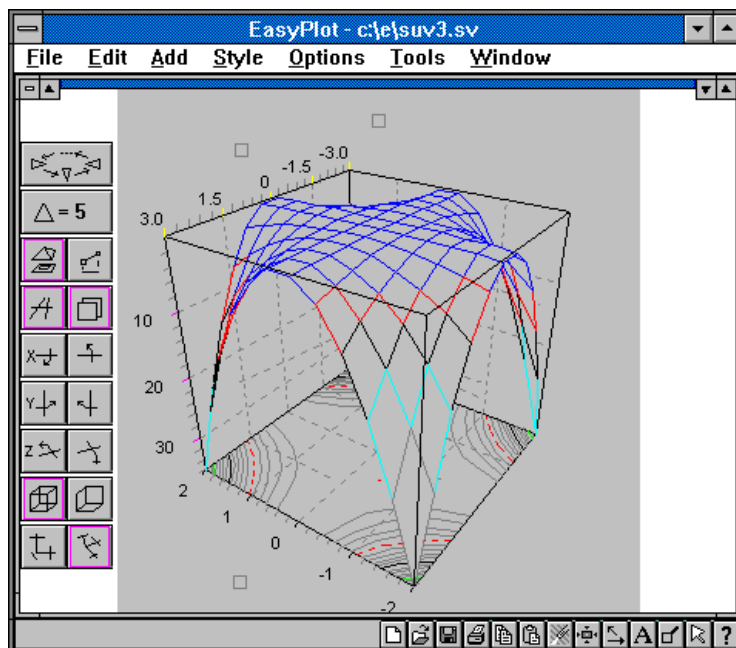 EasyPlot - c:\e\suv3.sv
File Edit Add Style Options Tools Window
△ = 5
3.0 1.5 0 -1.5 -3.0
10
20
30
2 1 0 -1 -2
X
Y
Z
A ?